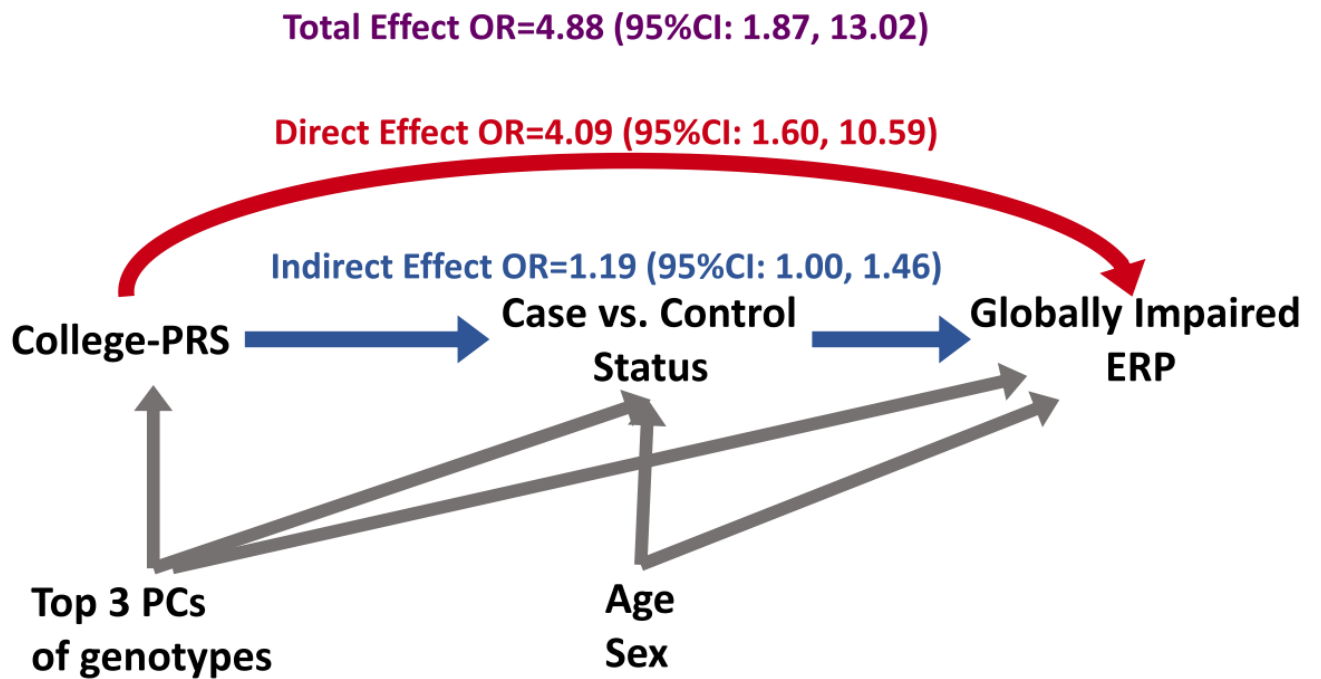 Total Effect OR=4.88 (95%CI: 1.87, 13.02)
Direct Effect OR=4.09 (95%CI: 1.60, 10.59)
Indirect Effect OR=1.19 (95%CI: 1.00, 1.46)
College-PRS
Case vs. Control
Status
Globally Impaired
ERP
Top 3 PCs
of genotypes
Age
Sex